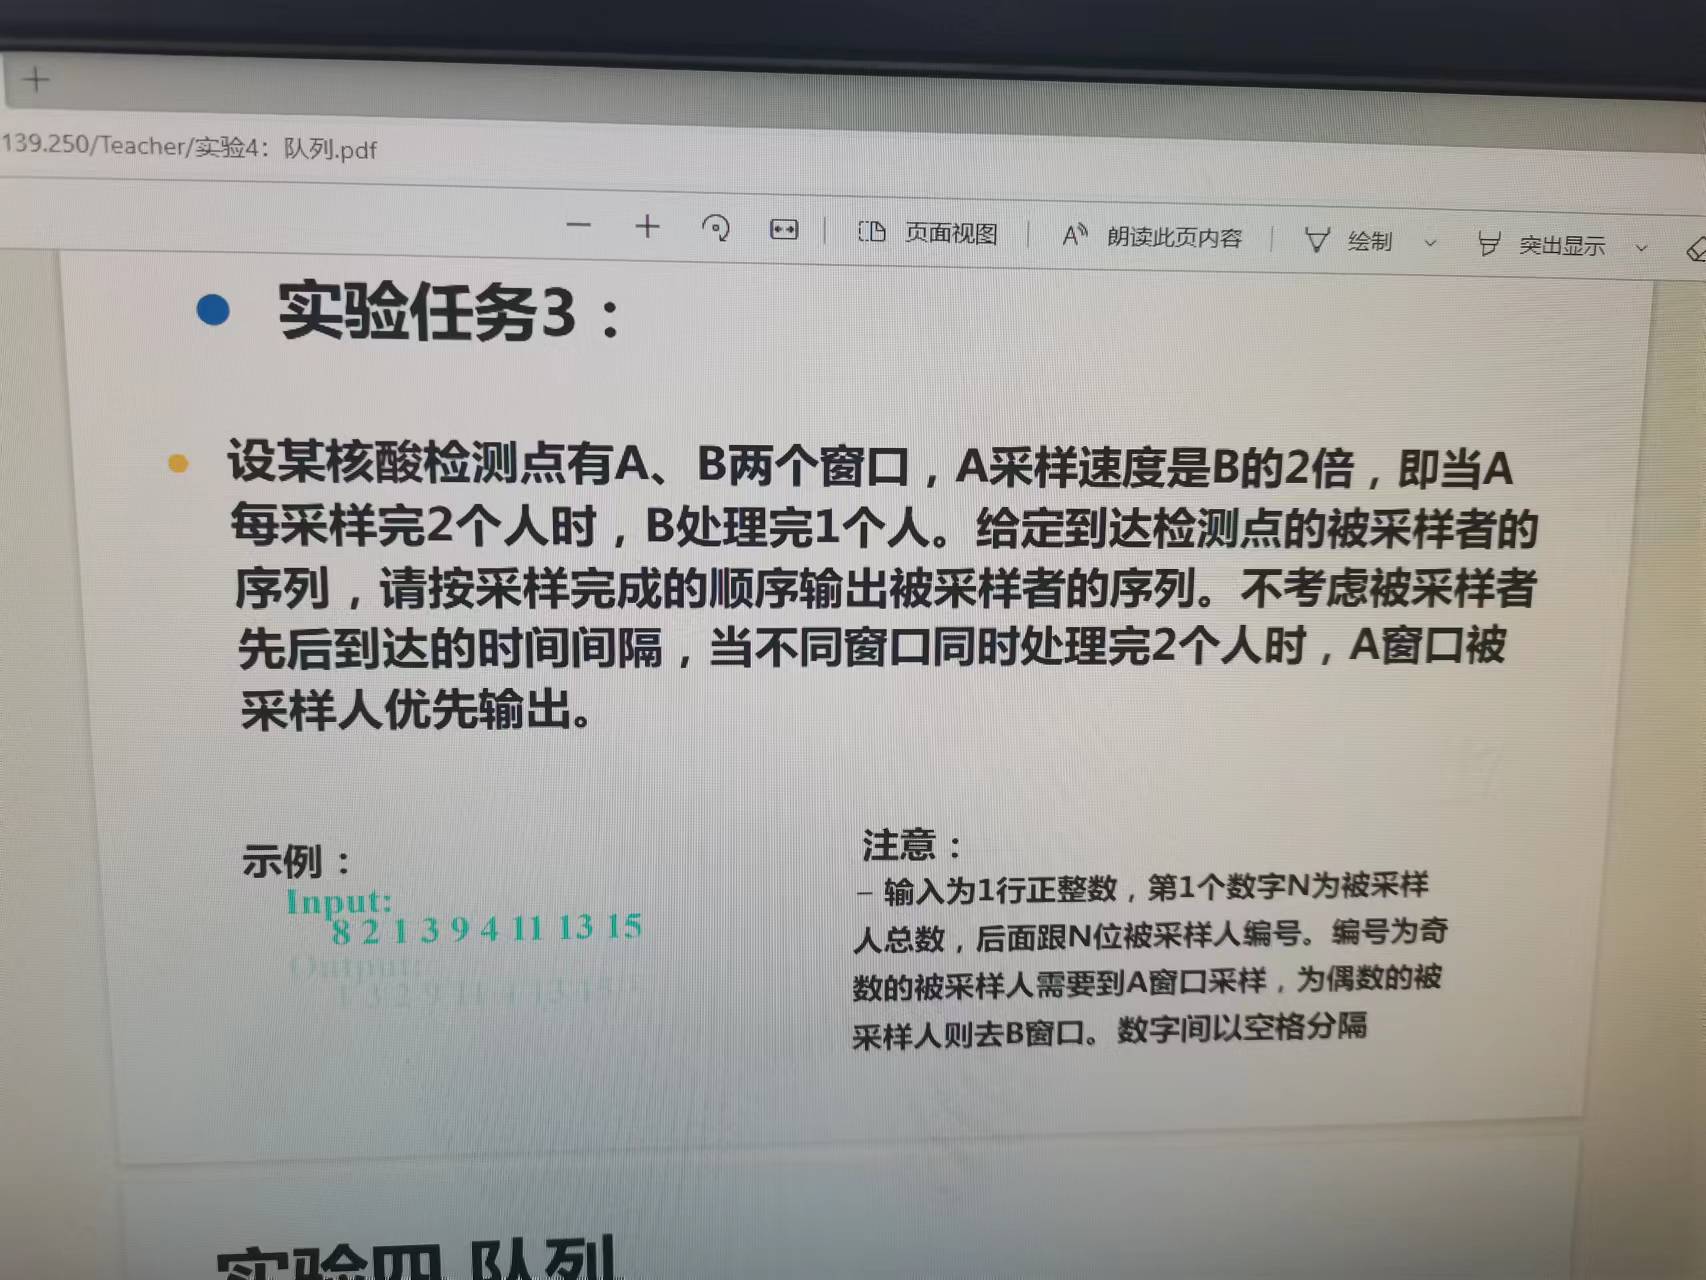 139.250/Teacher/实验4：队列.pdf
页面视图
朗读此页内容
绘制
突出显示
实验任务3：
设某核酸检测点有A、B两个窗口，A采样速度是B的2倍，即当A
每采样完2个人时，B处理完1个人。给定到达检测点的被采样者的
序列，请按采样完成的顺序输出被采样者的序列。不考虑被采样者
先后到达的时间间隔，当不同窗口同时处理完2个人时，A窗口被
采样人优先输出。
示例：
Input:
8 2 1 3 9 4 11 13 15
Output:
注意：
– 输入为1行正整数，第1个数字N为被采样
人总数，后面跟N位被采样人编号。编号为奇
数的被采样人需要到A窗口采样，为偶数的被
采样人则去B窗口。数字间以空格分隔
实验四 队列